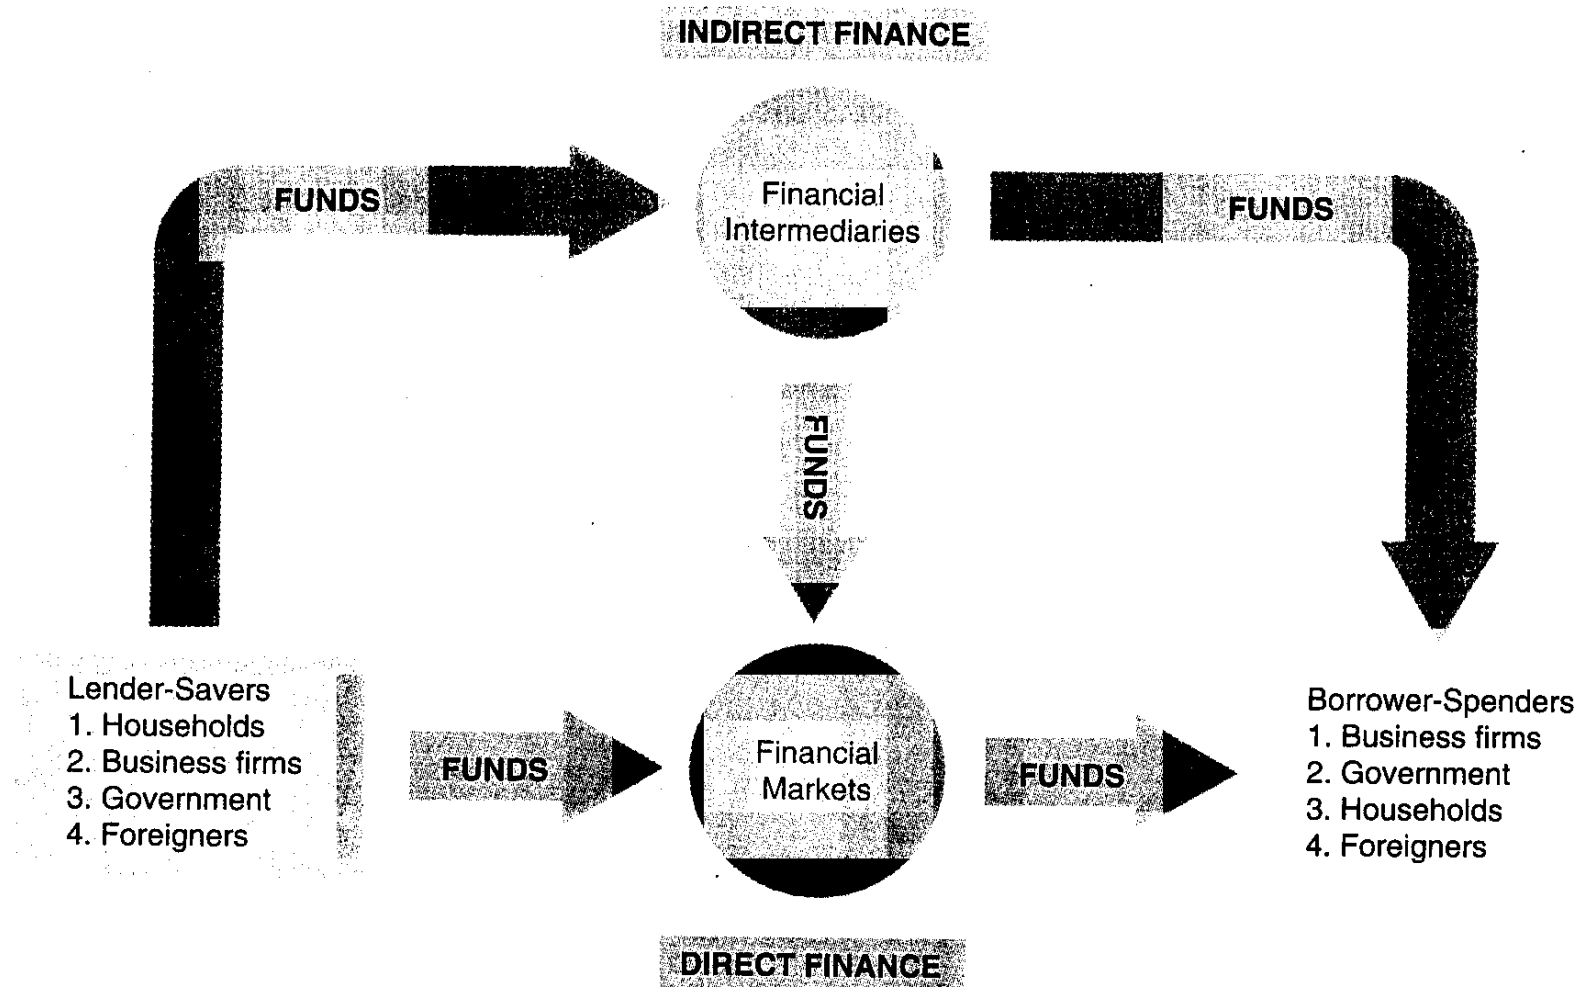 INDIRECT FINANCE
FUNDS
Financial
Intermediaries
FUNDS
FUNDS
Lender-Savers
1. Households
2. Business firms
3. Government
4. Foreigners
FUNDS
Financial
Markets
FUNDS
Borrower-Spenders
1. Business firms
2. Government
3. Households
4. Foreigners
DIRECT FINANCE